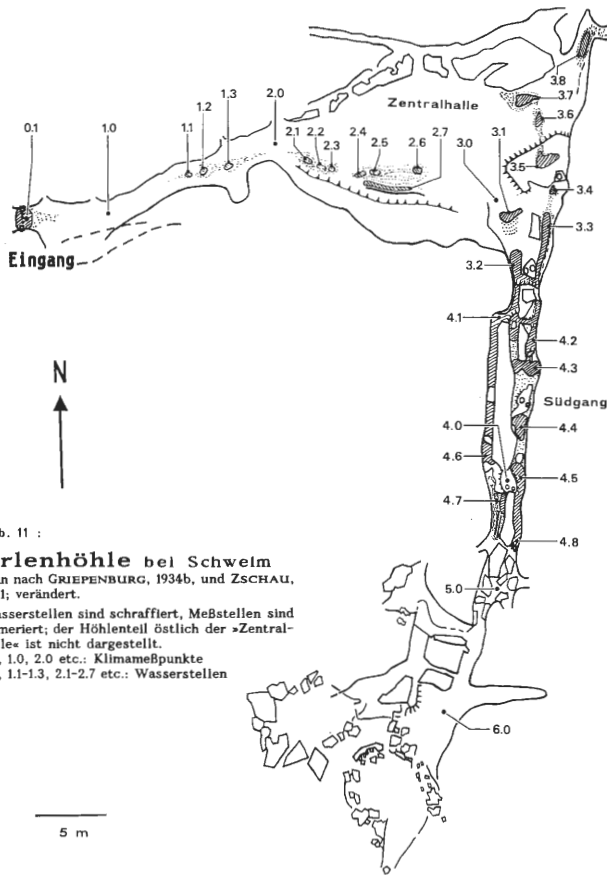 3.8
Zentralhalle
3.7
3.6
1.3
2.0
1.2
2.1
2.2
2.3
2.4
2.5
2.6
2.7
3.0
3.1
0.1
1.0
1.1
3.5
3.4
3.3
Eingang
3.2
4.1
4.2
4.3
N
Südgang
4.0
4.4
4.6
4.5
4.7
4.8
b. 11 :
rlenhöhle bei Schwelm
n nach GRIEPENBURG, 1934b, und ZSCHAU,
1; verändert.
5.0
asserstellen sind schraffiert, Meßstellen sind
meriert; der Höhlenteil östlich der »Zentral-
le« ist nicht dargestellt.
, 1.0, 2.0 etc.: Klimameßpunkte
, 1.1-1.3, 2.1-2.7 etc.: Wasserstellen
6.0
5 m